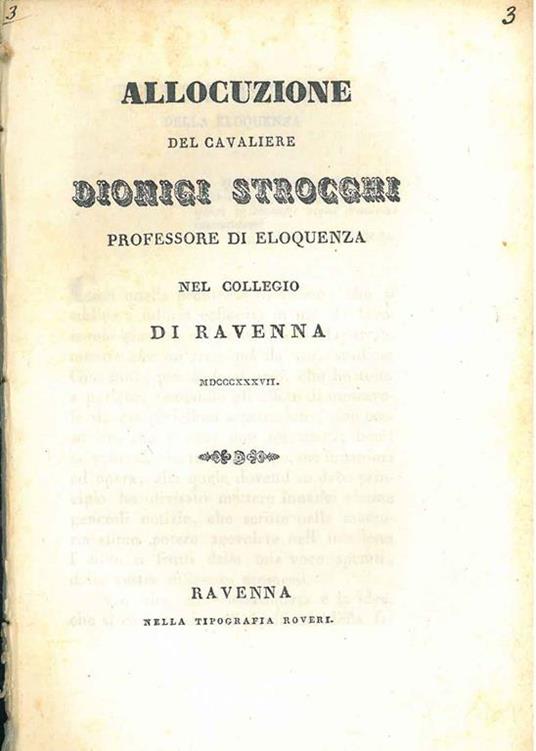 3
3
ALLOCUZIONE
DEL CAVALIERE
DIONIGI STROCCHI
PROFESSORE DI ELOQUENZA
NEL COLLEGIO
DI RAVENNA
MDCCCXXXVII.
RAVENNA
NELLA TIPOGRAFIA ROVERI.